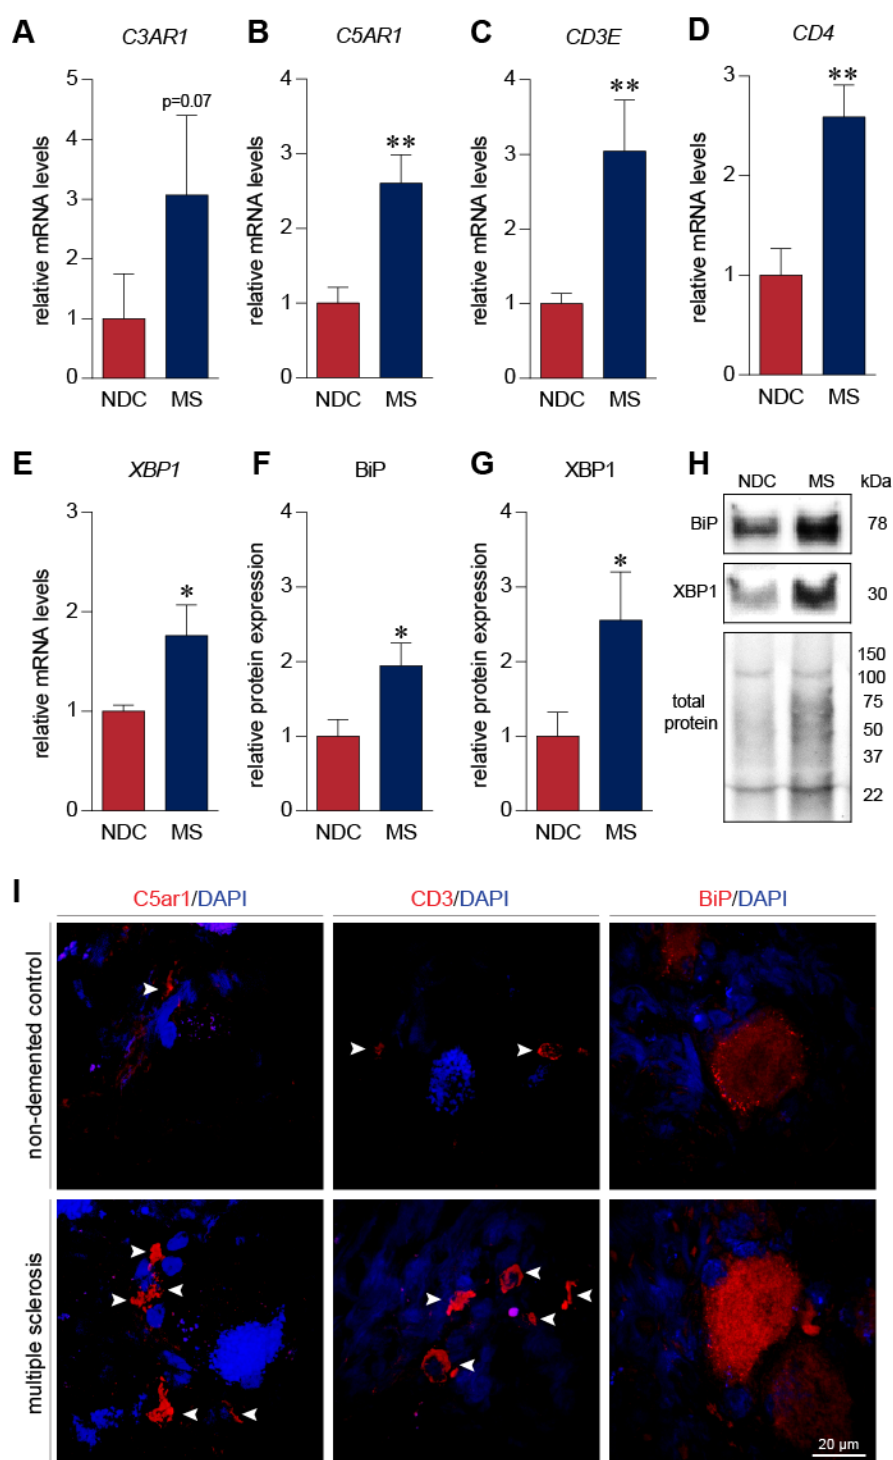 A
C3AR1
relative mRNA levels
5
4
3
2
1
0
p=0.07
NDC MS
B
C5AR1
relative mRNA levels
4
3
2
1
0
**
NDC MS
C
CD3E
relative mRNA levels
4
3
2
1
0
**
NDC MS
D
CD4
relative mRNA levels
3
2
1
0
**
NDC MS
E
XBP1
relative mRNA levels
3
2
1
0
*
NDC MS
F
BiP
relative protein expression
4
3
2
1
0
*
NDC MS
G
XBP1
relative protein expression
4
3
2
1
0
*
NDC MS
H
NDC MS kDa
BiP 78
XBP1 30
total
protein
150
100
75
50
37
22
I
C5ar1/DAPI CD3/DAPI BiP/DAPI
non-demented control
multiple sclerosis
20 µm